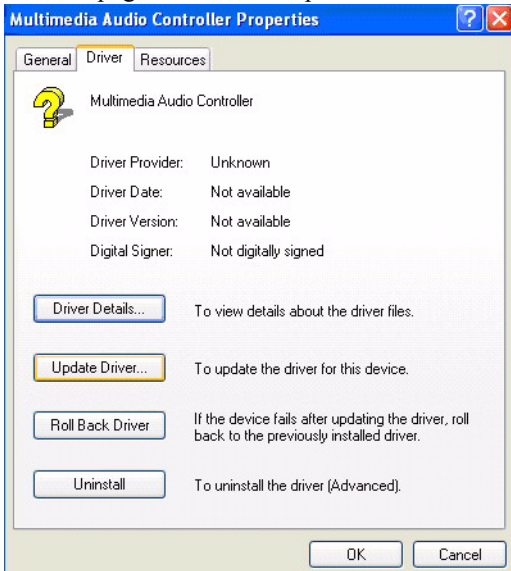 Multimedia Audio Controller Properties
General Driver Resources
Multimedia Audio Controller
Driver Provider: Unknown
Driver Date: Not available
Driver Version: Not available
Digital Signer: Not digitally signed
Driver Details... To view details about the driver files.
Update Driver... To update the driver for this device.
Roll Back Driver If the device fails after updating the driver, roll
back to the previously installed driver.
Uninstall To uninstall the driver (Advanced).
OK Cancel